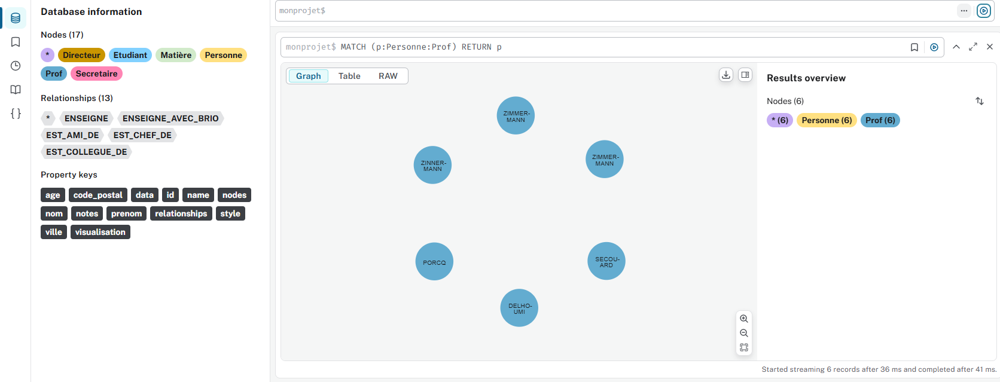 Database information
Nodes (17)
* Directeur Etudiant Matière Personne
Prof Secretaire
Relationships (13)
* ENSEIGNE ENSEIGNE_AVEC_BRIO
EST_AMI_DE EST_CHEF_DE
EST_COLLEGUE_DE
Property keys
age code_postal data id name nodes
nom notes prenom relationships style
ville visualisation
monprojet$
monprojet$ MATCH (p:Personne:Prof) RETURN p
Graph Table RAW
ZIMMER-
MANN
ZIMMER-
MANN
ZINNER-
MANN
PORCQ
SECOU-
ARD
DELHO-
UMI
Results overview
Nodes (6)
* (6) Personne (6) Prof (6)
Started streaming 6 records after 36 ms and completed after 41 ms.